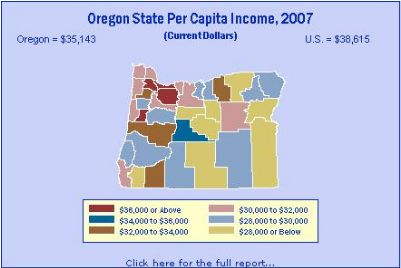 Oregon State Per Capita Income, 2007
Oregon = $35,143 (Current Dollars) U.S. = $38,615
$36,000 or Above $30,000 to $32,000
$34,000 to $36,000 $28,000 to $30,000
$32,000 to $34,000 $28,000 or Below
Click here for the full report...